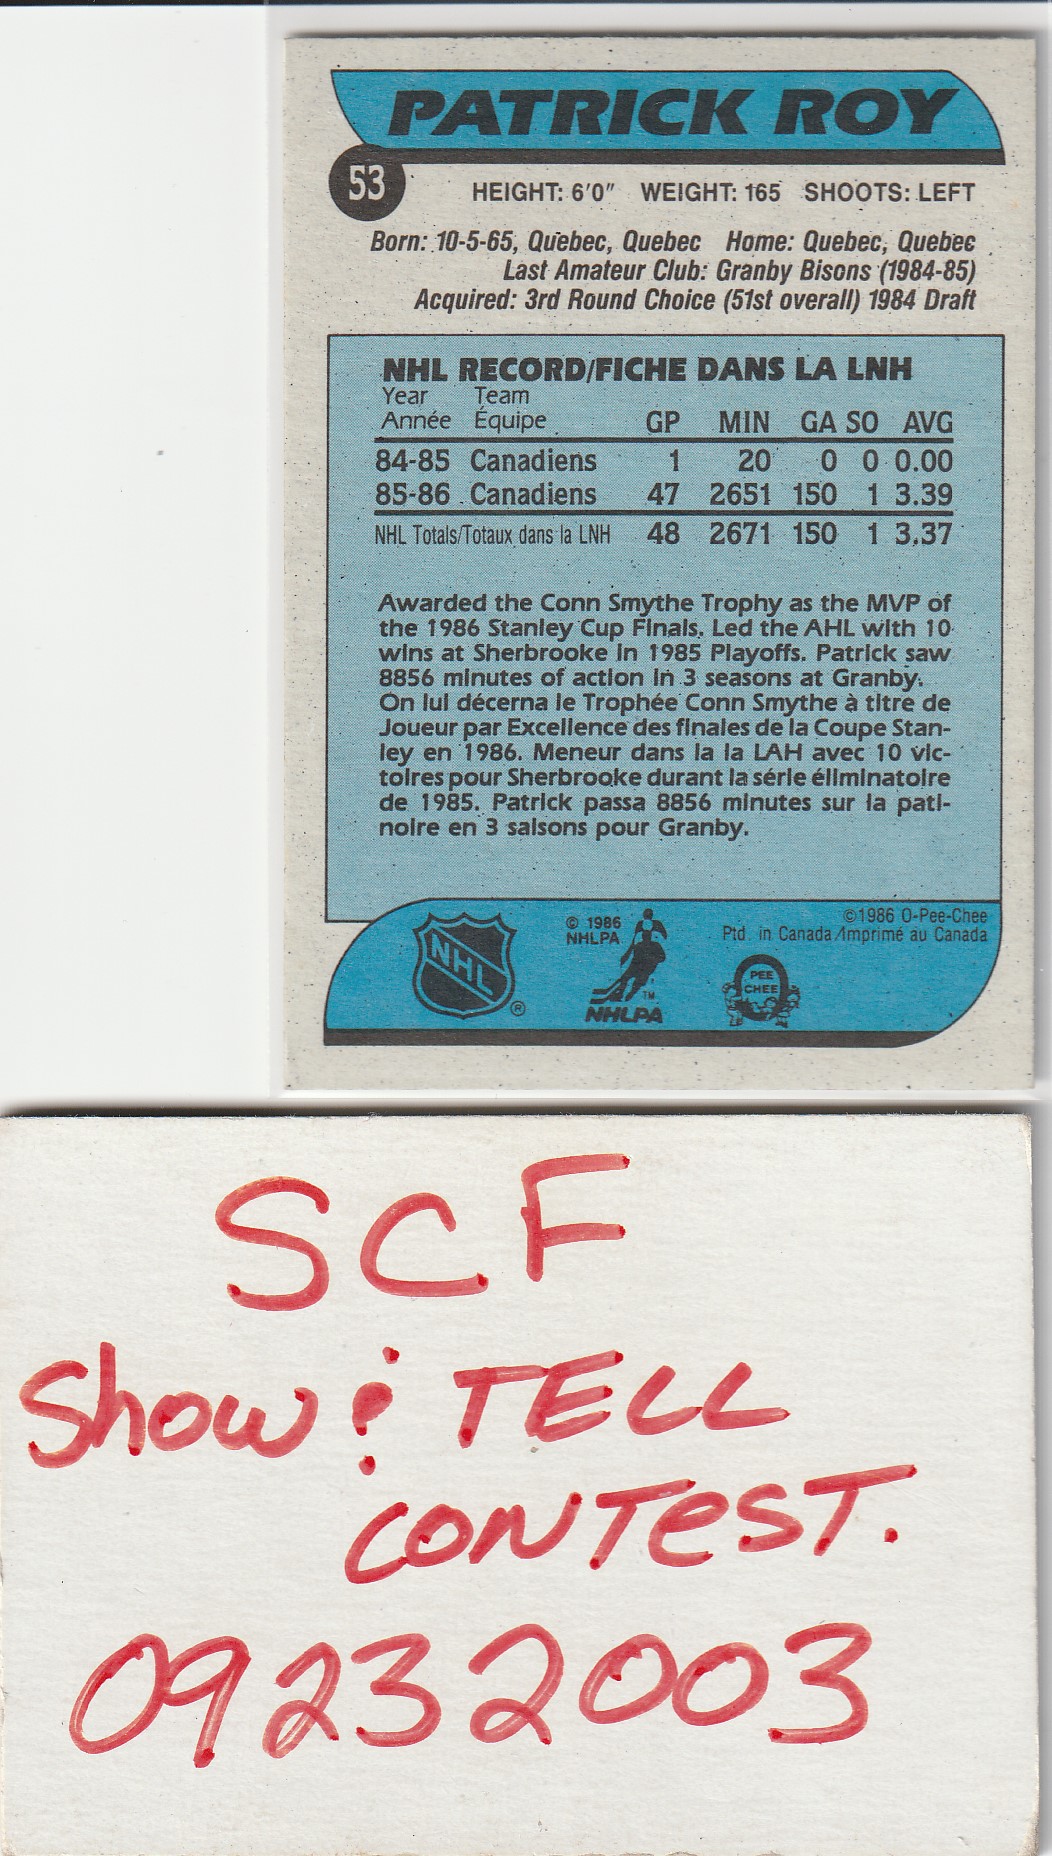 PATRICK ROY
53
HEIGHT: 6'0" WEIGHT: 165 SHOOTS: LEFT
Born: 10-5-65, Quebec, Quebec Home: Quebec, Quebec
Last Amateur Club: Granby Bisons (1984-85)
Acquired: 3rd Round Choice (51st overall) 1984 Draft
NHL RECORD/FICHE DANS LA LNH
Year Team
Année Équipe GP MIN GA SO AVG
84-85 Canadiens 1 20 0 0 0.00
85-86 Canadiens 47 2651 150 1 3.39
NHL Totals/Totaux dans la LNH 48 2671 150 1 3.37
Awarded the Conn Smythe Trophy as the MVP of
the 1986 Stanley Cup Finals. Led the AHL with 10
wins at Sherbrooke in 1985 Playoffs. Patrick saw
8856 minutes of action in 3 seasons at Granby.
On lui décerna le Trophée Conn Smythe à titre de
Joueur par Excellence des finales de la Coupe Stan-
ley en 1986. Meneur dans la la LAH avec 10 vic-
toires pour Sherbrooke durant la série éliminatoire
de 1985. Patrick passa 8856 minutes sur la pati-
noire en 3 saisons pour Granby.
©1986 O-Pee-Chee
Ptd. in Canada/Imprimé au Canada
NHL ®
© 1986
NHLPA
TM
NHLPA
PEE
CHEE
SCF
Show & TELL
CONTeST.
09232003